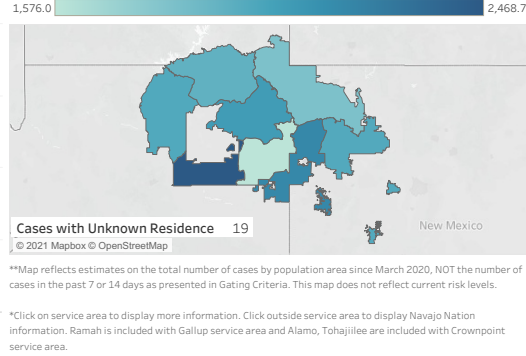 1,576.0 2,468.7
Cases with Unknown Residence 19
New Mexico
© 2021 Mapbox © OpenStreetMap
**Map reflects estimates on the total number of cases by population area since March 2020, NOT the number of
cases in the past 7 or 14 days as presented in Gating Criteria. This map does not reflect current risk levels.
*Click on service area to display more information. Click outside service area to display Navajo Nation
information. Ramah is included with Gallup service area and Alamo, Tohajiilee are included with Crownpoint
service area.